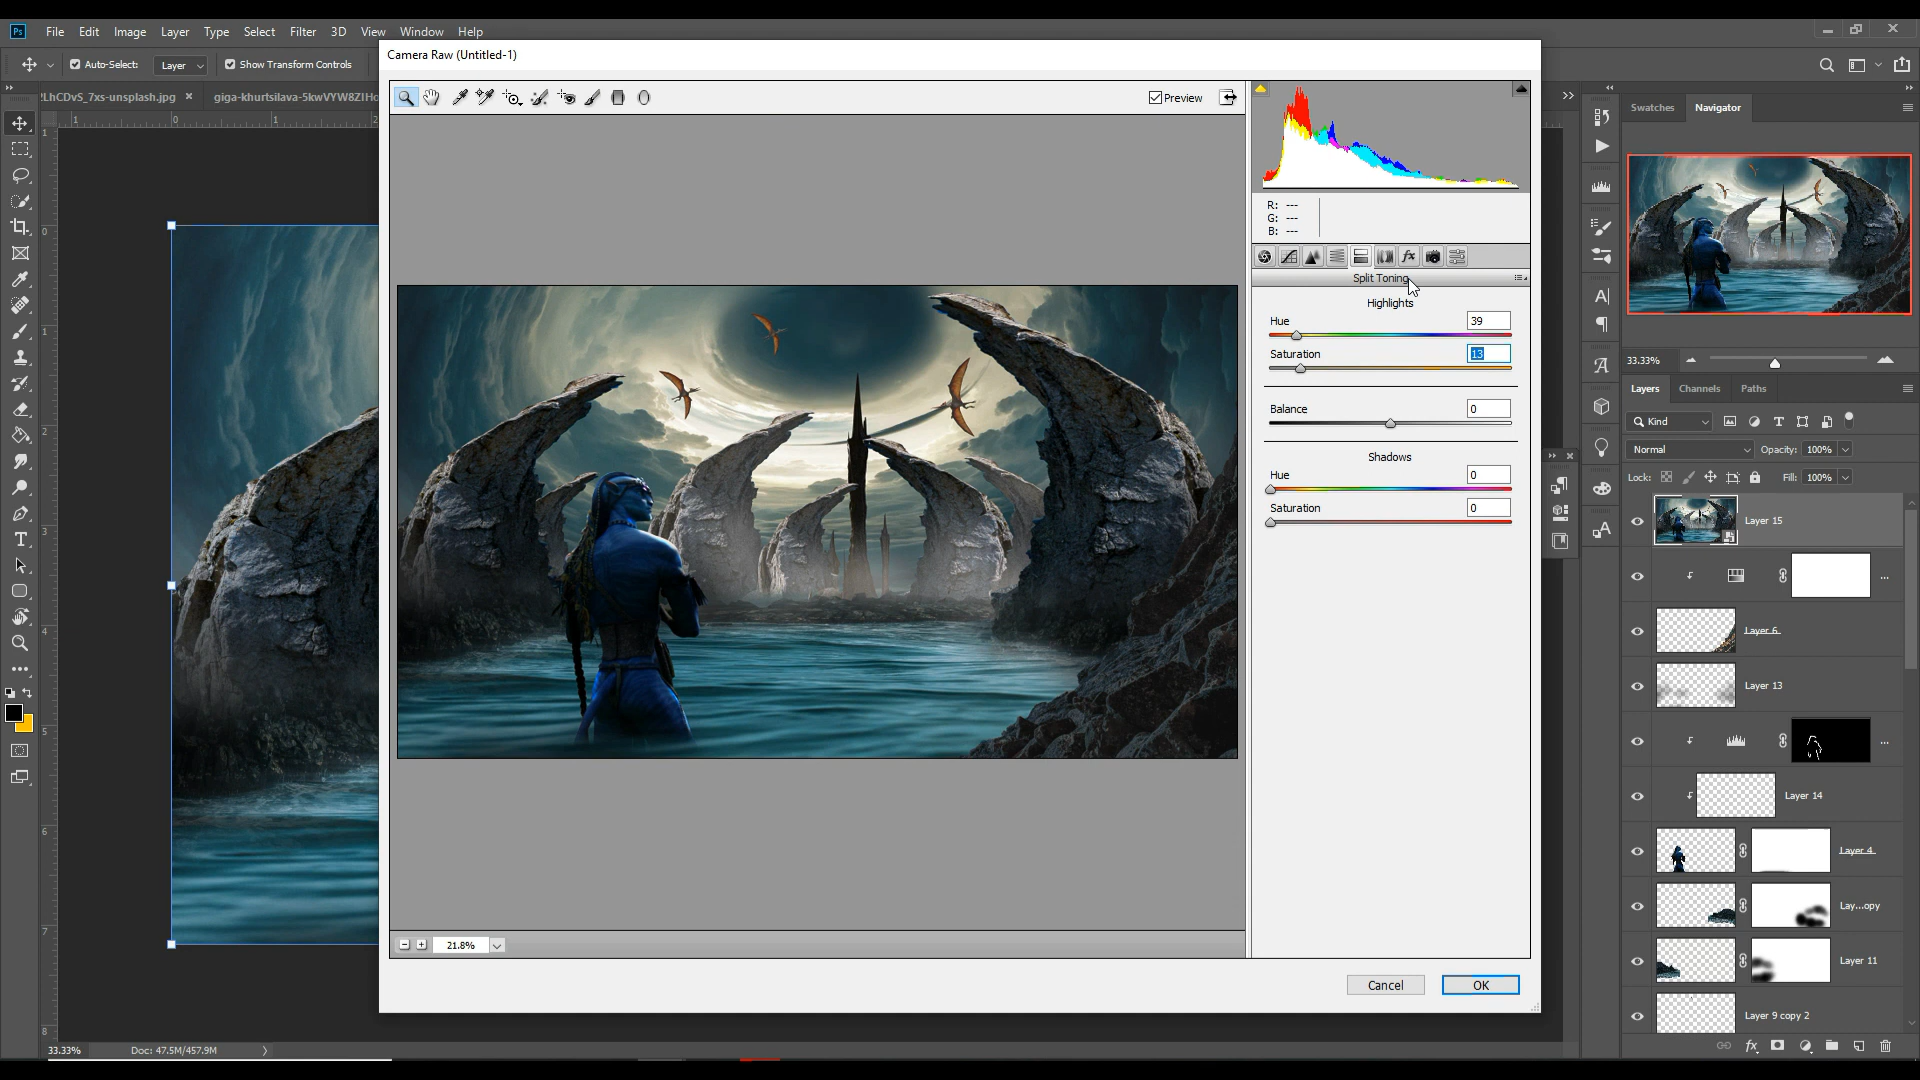 Ps File Edit Image Layer Type Select Filter 3D View Window Help
Auto-Select: Layer Show Transform Controls
LhCDvS_7xs-unsplash.jpg × giga-khurtsilava-5kwVYW8ZIHo
Camera Raw (Untitled-1)
Preview
R: ---
G: ---
B: ---
Split Toning
Highlights
Hue 39
Saturation 13
Balance 0
Shadows
Hue 0
Saturation 0
21.8%
Cancel OK
Swatches Navigator
33.33%
Layers Channels Paths
Kind
Normal Opacity: 100%
Lock: Fill: 100%
Layer 15
Layer 6
Layer 13
Layer 14
Layer 4
Lay...opy
Layer 11
Layer 9 copy 2
33.33% Doc: 47.5M/457.9M